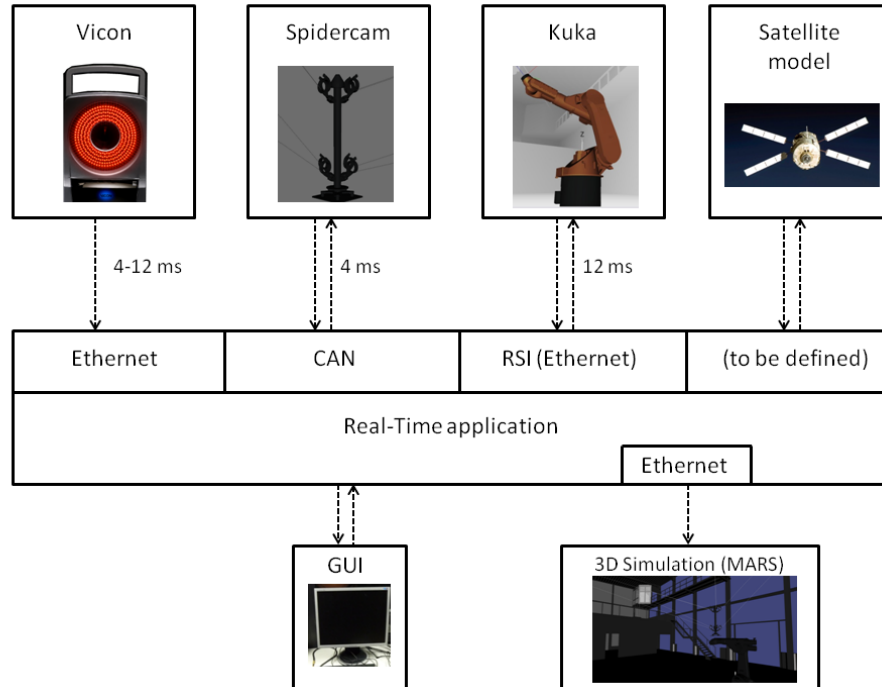 Vicon
Spidercam
Kuka
Satellite
model
Z
4-12 ms
4 ms
12 ms
Ethernet
CAN
RSI (Ethernet)
(to be defined)
Real-Time application
Ethernet
GUI
3D Simulation (MARS)